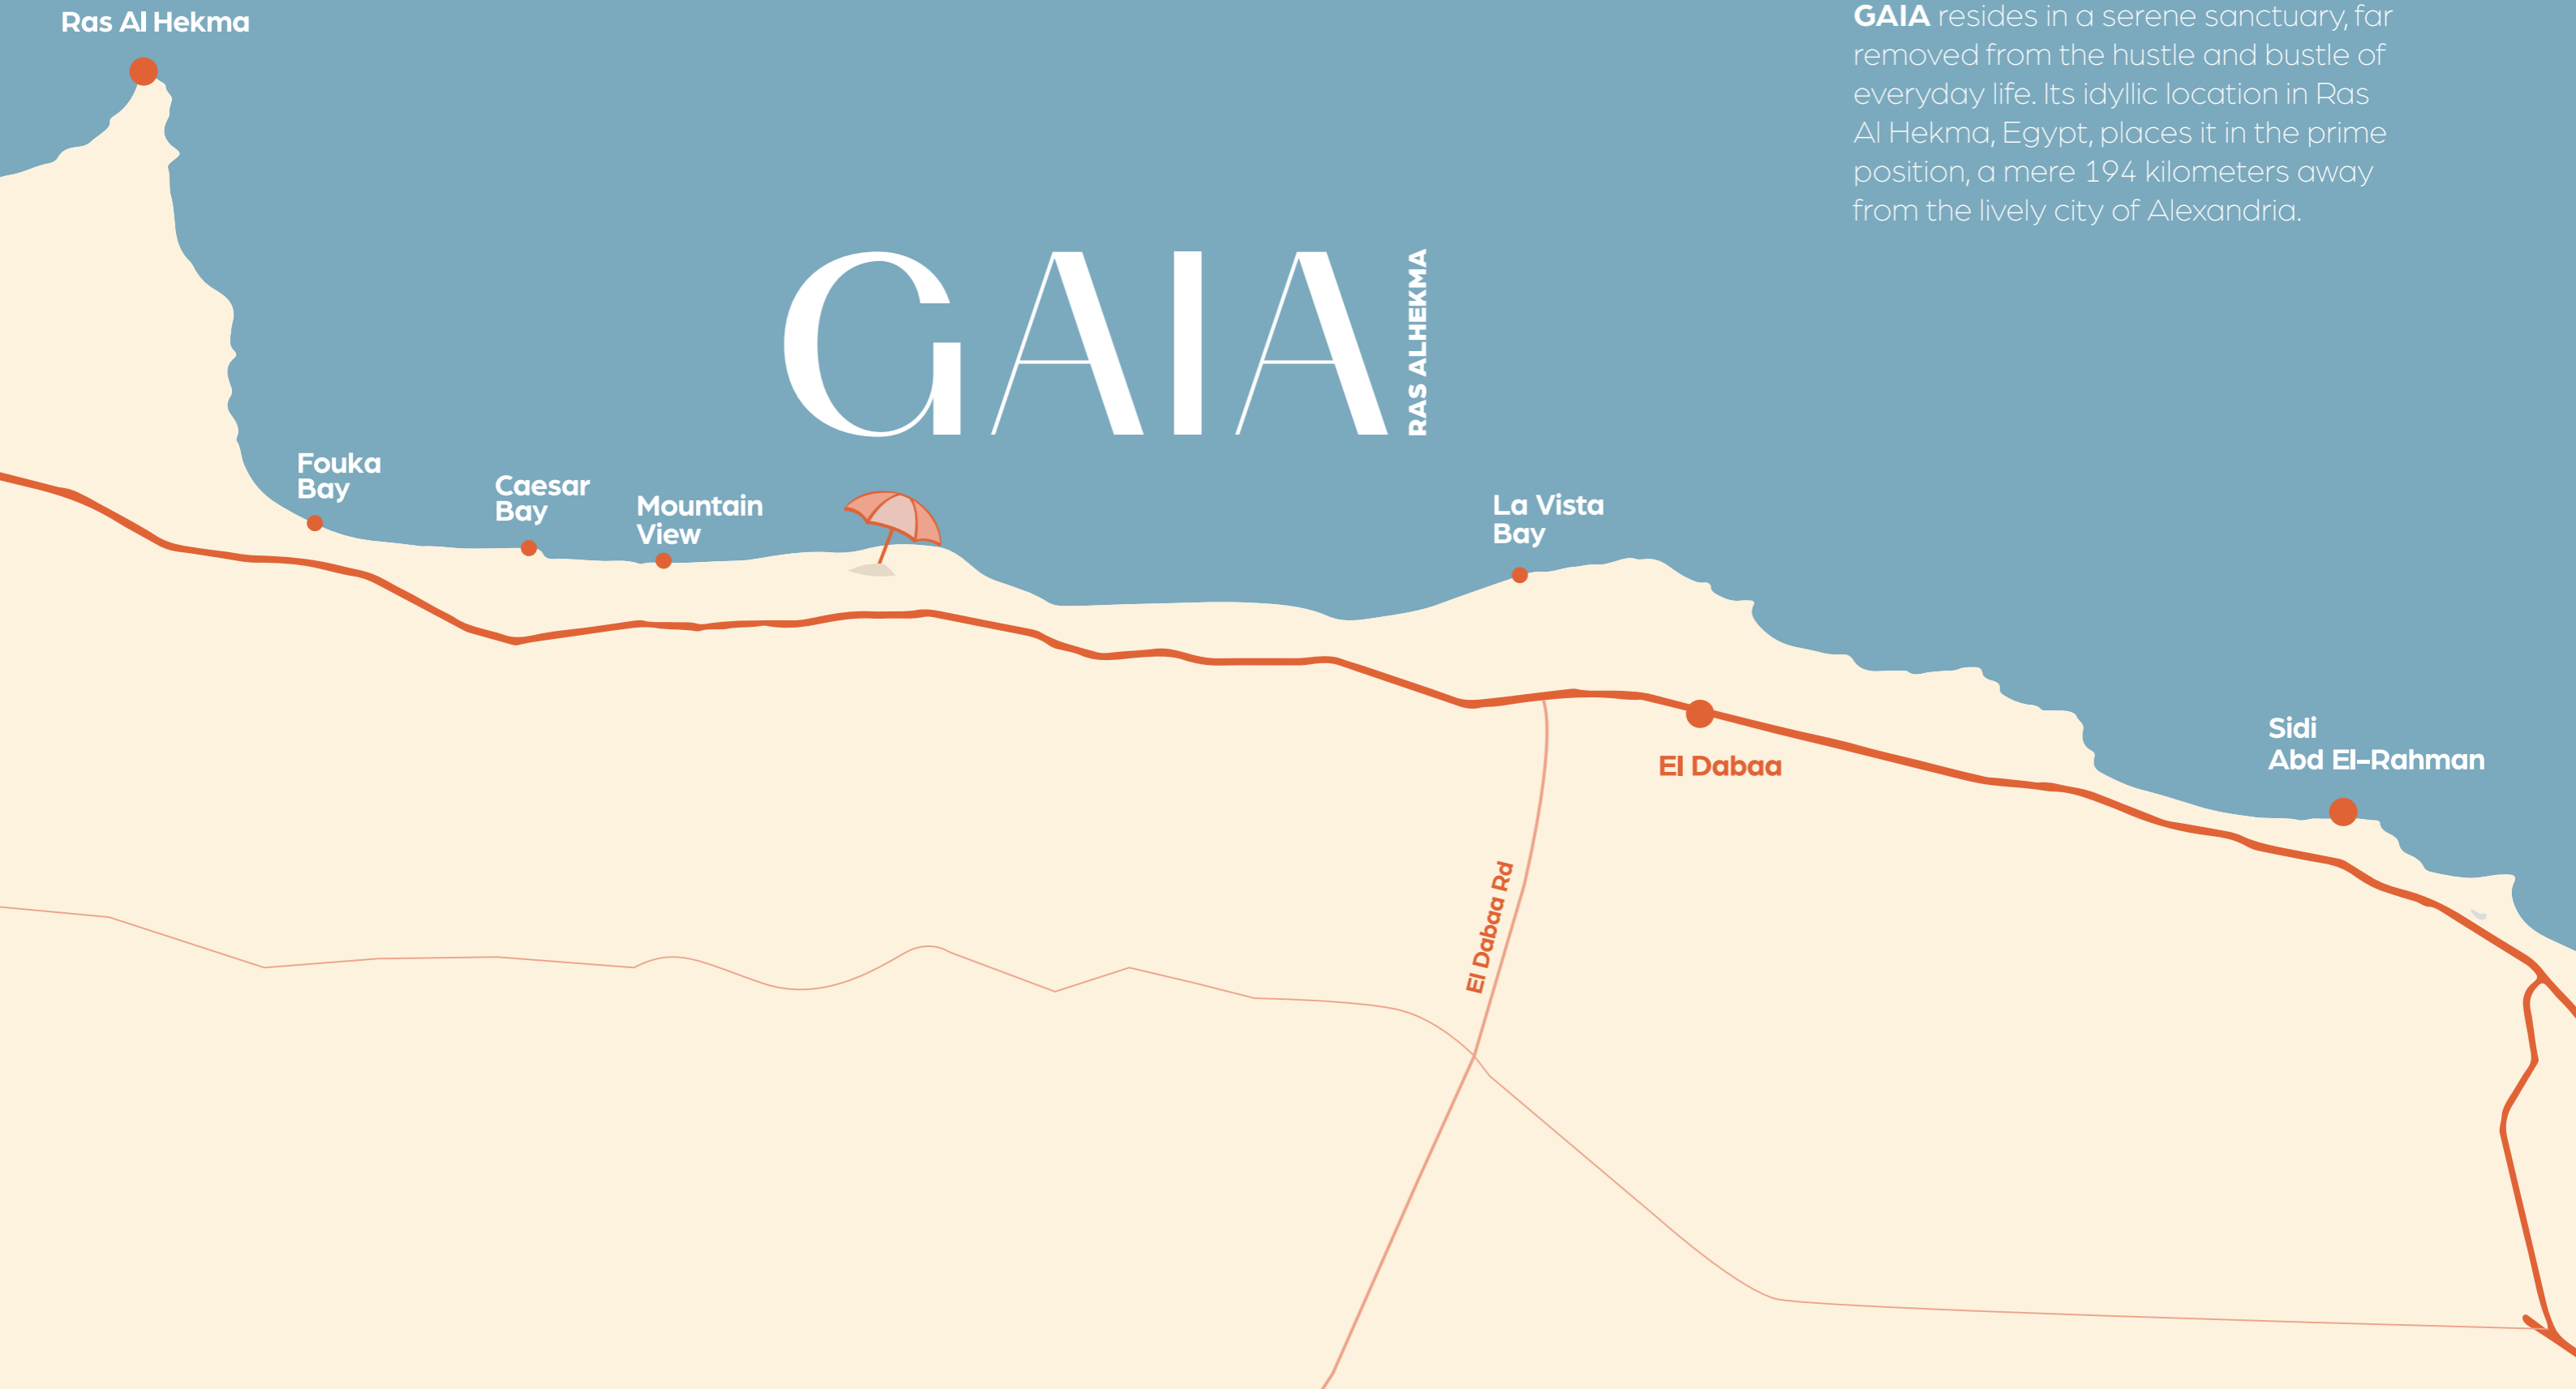 Ras Al Hekma
GAIA resides in a serene sanctuary, far
removed from the hustle and bustle of
everyday life. Its idyllic location in Ras
Al Hekma, Egypt, places it in the prime
position, a mere 194 kilometers away
from the lively city of Alexandria.
GAIA
RAS ALHEKMA
Fouka
Bay
Caesar
Bay
Mountain
View
La Vista
Bay
El Dabaa
Sidi
Abd El-Rahman
El Dabaa Rd